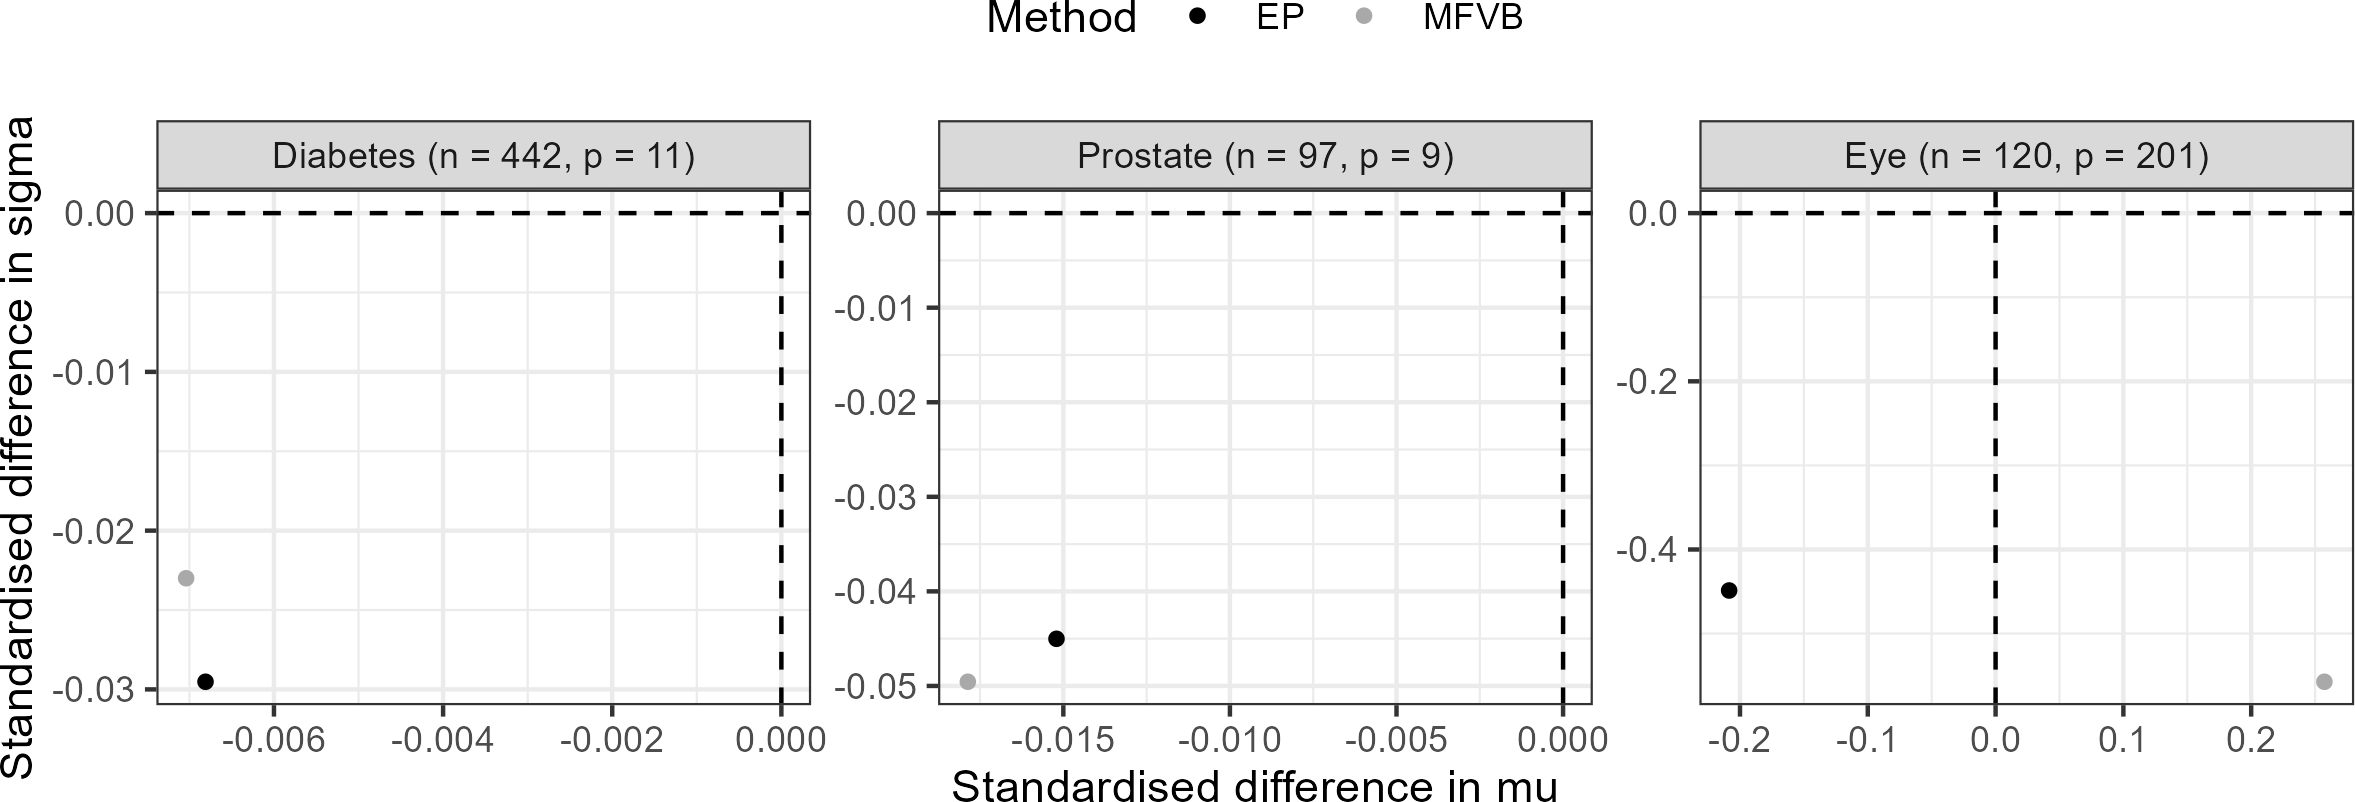 Method EP MFVB
Standardised difference in sigma
Diabetes (n = 442, p = 11)
0.00
-0.01
-0.02
-0.03
-0.006 -0.004 -0.002 0.000
Prostate (n = 97, p = 9)
0.00
-0.01
-0.02
-0.03
-0.04
-0.05
-0.015 -0.010 -0.005 0.000
Eye (n = 120, p = 201)
0.0
-0.2
-0.4
-0.2 -0.1 0.0 0.1 0.2
Standardised difference in mu